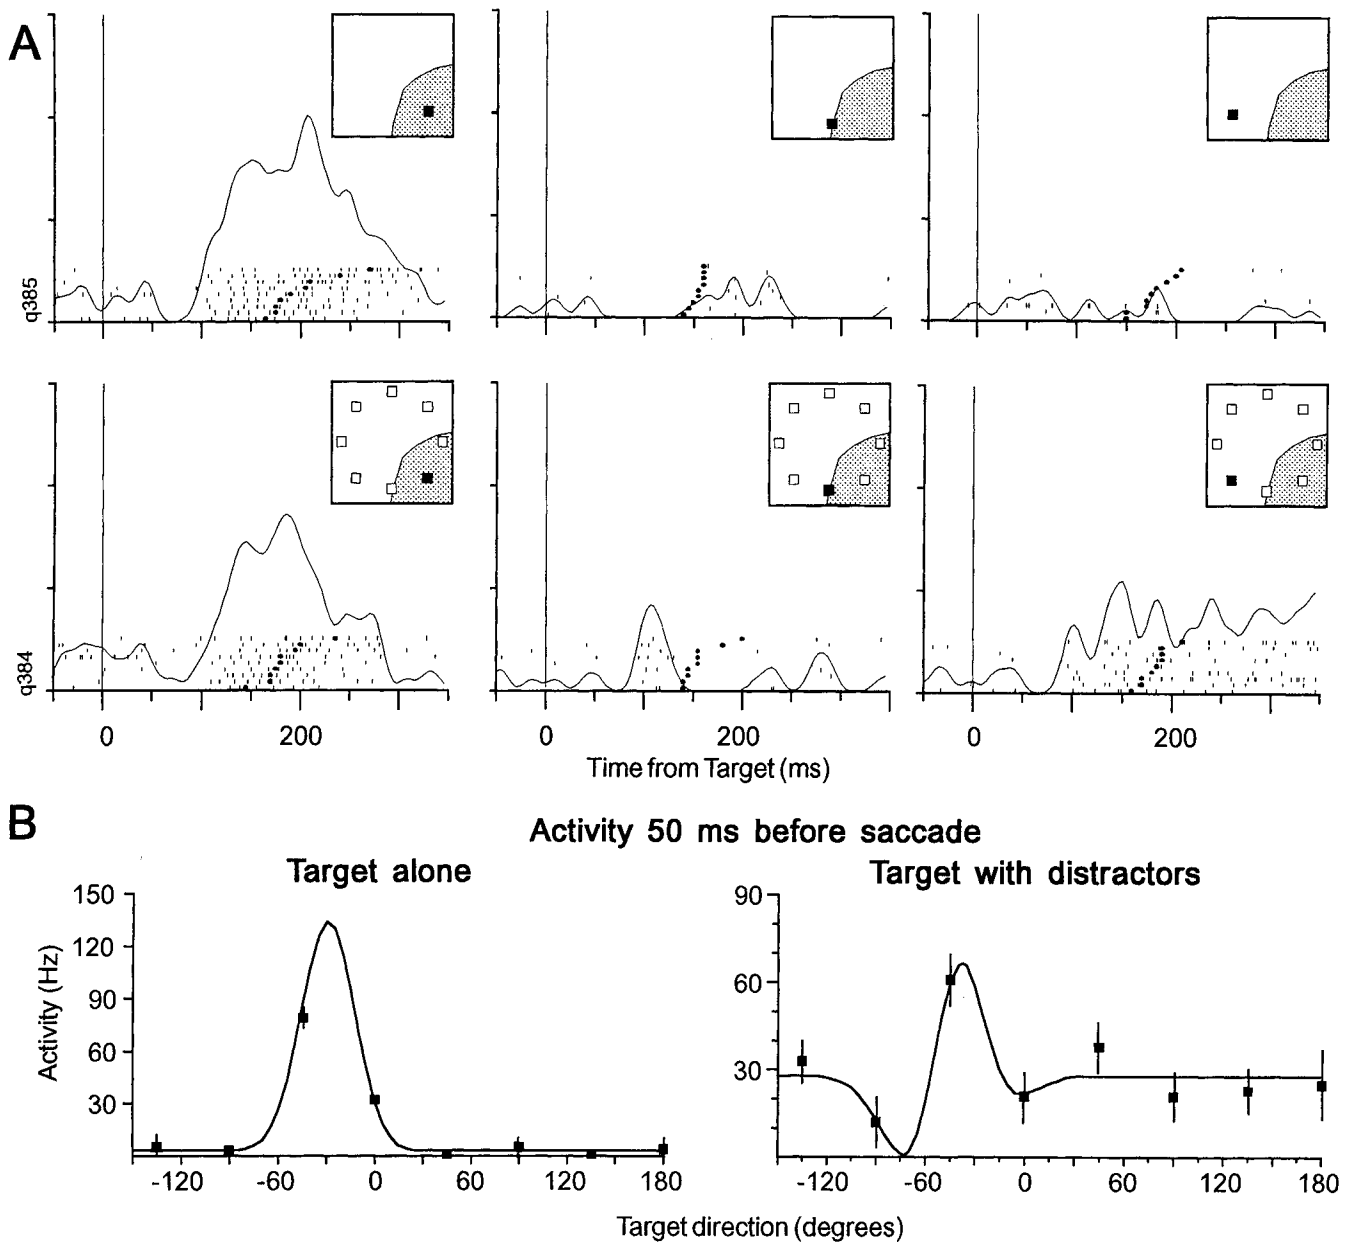 A
q385
q384
0 200 0 200 0 200
Time from Target (ms)
B
Activity 50 ms before saccade
Target alone
Target with distractors
150
120
90
60
30
Activity (Hz)
90
60
30
-120 -60 0 60 120 180
-120 -60 0 60 120 180
Target direction (degrees)